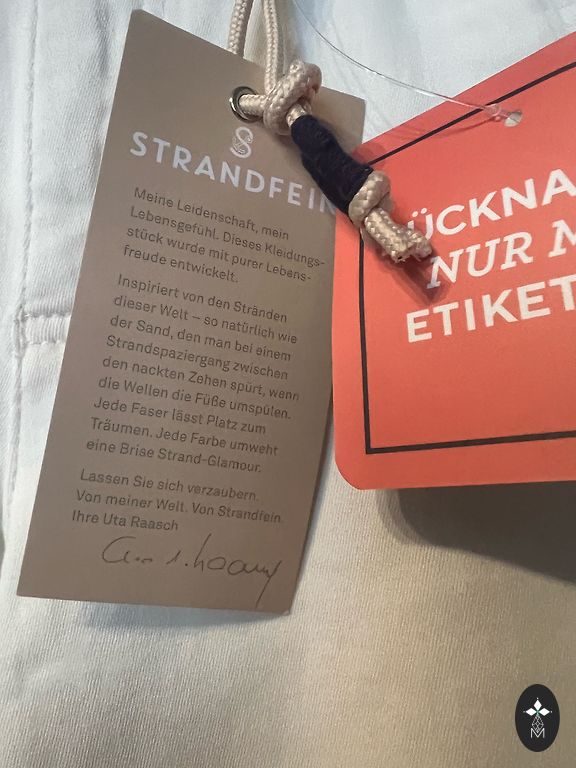 STRANDFEIN
Meine Leidenschaft, mein
Lebensgefühl. Dieses Kleidungs-
stück wurde mit purer Lebens-
freude entwickelt.
Inspiriert von den Stränden
dieser Welt – so natürlich wie
der Sand, den man bei einem
Strandspaziergang zwischen
den nackten Zehen spürt, wenn
die Wellen die Füße umspülen.
Jede Faser lässt Platz zum
Träumen. Jede Farbe umweht
eine Brise Strand-Glamour.
Lassen Sie sich verzaubern.
Von meiner Welt. Von Strandfein.
Ihre Uta Raasch
ÜCKNA
NUR M
ETIKET
M